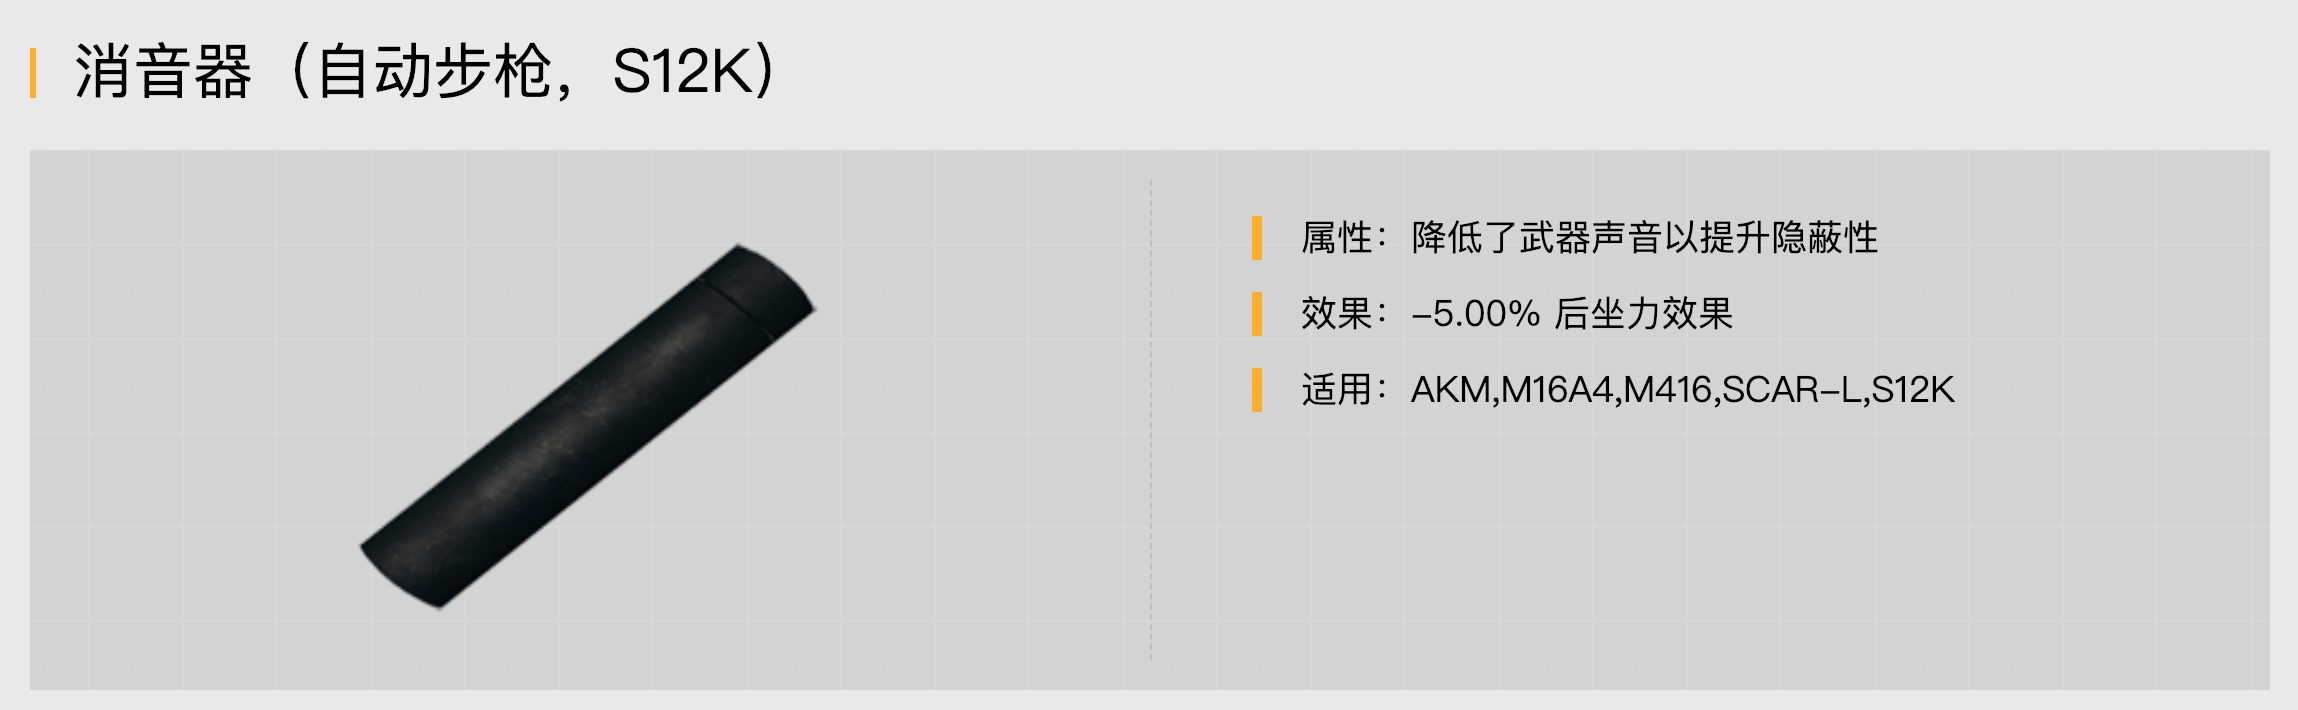 消音器（自动步枪，S12K）
属性：降低了武器声音以提升隐蔽性
效果：-5.00% 后坐力效果
适用：AKM,M16A4,M416,SCAR-L,S12K